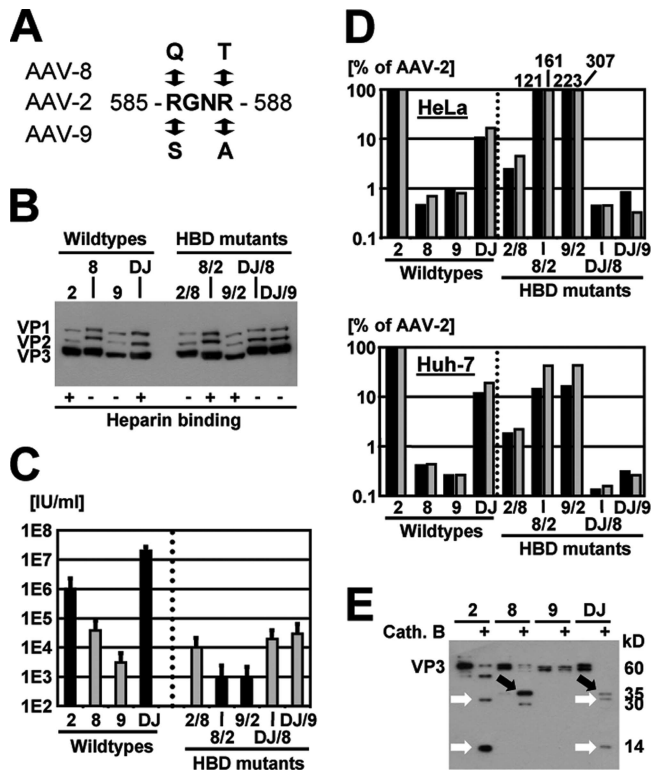 A
Q T
AAV-8
AAV-2 585 - RGNR - 588
AAV-9
S A
B
Wildtypes HBD mutants
8 DJ 8/2 DJ/8
2 9 2/8 9/2 DJ/9
VP1
VP2
VP3
+ - - + - + + - -
Heparin binding
C
[IU/ml]
1E8
1E7
1E6
1E5
1E4
1E3
1E2
2 8 9 DJ 2/8 9/2 DJ/9
8/2 DJ/8
Wildtypes
HBD mutants
D
161 307
[% of AAV-2] 121 223
100 HeLa
10
1
0.1
2 8 9 DJ 2/8 9/2 DJ/9
Wildtypes 8/2 DJ/8
HBD mutants
[% of AAV-2]
100 Huh-7
10
1
0.1
2 8 9 DJ 2/8 9/2 DJ/9
Wildtypes 8/2 DJ/8
HBD mutants
E
2 8 9 DJ
Cath. B + + + + kD
VP3 60
35
30
14